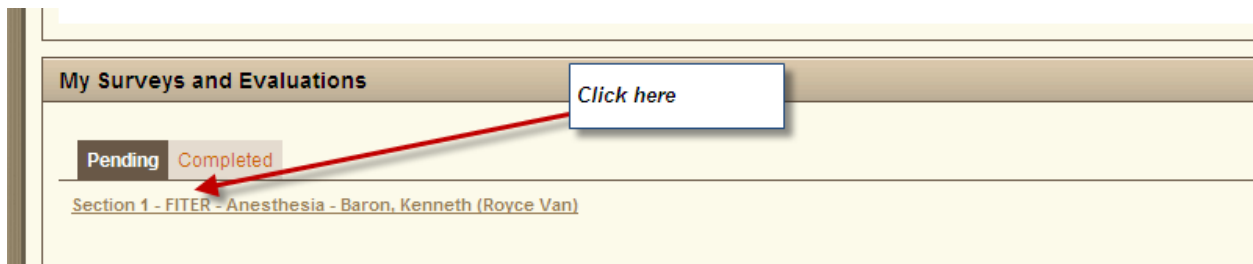 My Surveys and Evaluations
Click here
Pending Completed
Section 1 - FITER - Anesthesia - Baron, Kenneth (Royce Van)